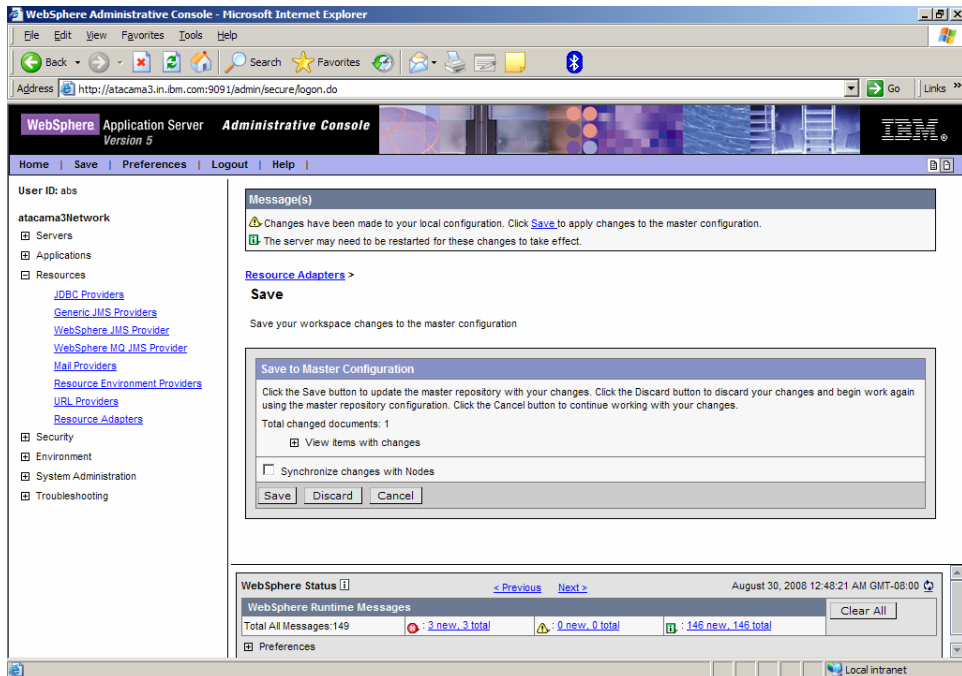 WebSphere Administrative Console - Microsoft Internet Explorer
File Edit View Favorites Tools Help
Back Search Favorites
Address http://atacama3.in.ibm.com:9091/admin/secure/logon.do Go Links »
WebSphere. Application Server Administrative Console
Version 5
IBM.
Home | Save | Preferences | Logout | Help |
User ID: abs
atacama3Network
Servers
Applications
Resources
JDBC Providers
Generic JMS Providers
WebSphere JMS Provider
WebSphere MQ JMS Provider
Mail Providers
Resource Environment Providers
URL Providers
Resource Adapters
Security
Environment
System Administration
Troubleshooting
Message(s)
Changes have been made to your local configuration. Click Save to apply changes to the master configuration.
The server may need to be restarted for these changes to take effect.
Resource Adapters >
Save
Save your workspace changes to the master configuration
Save to Master Configuration
Click the Save button to update the master repository with your changes. Click the Discard button to discard your changes and begin work again
using the master repository configuration. Click the Cancel button to continue working with your changes.
Total changed documents: 1
View items with changes
Synchronize changes with Nodes
Save Discard Cancel
WebSphere Status i < Previous Next > August 30, 2008 12:48:21 AM GMT-08:00
WebSphere Runtime Messages Clear All
Total All Messages:149 : 3 new, 3 total : 0 new, 0 total : 146 new, 146 total
Preferences
Local intranet